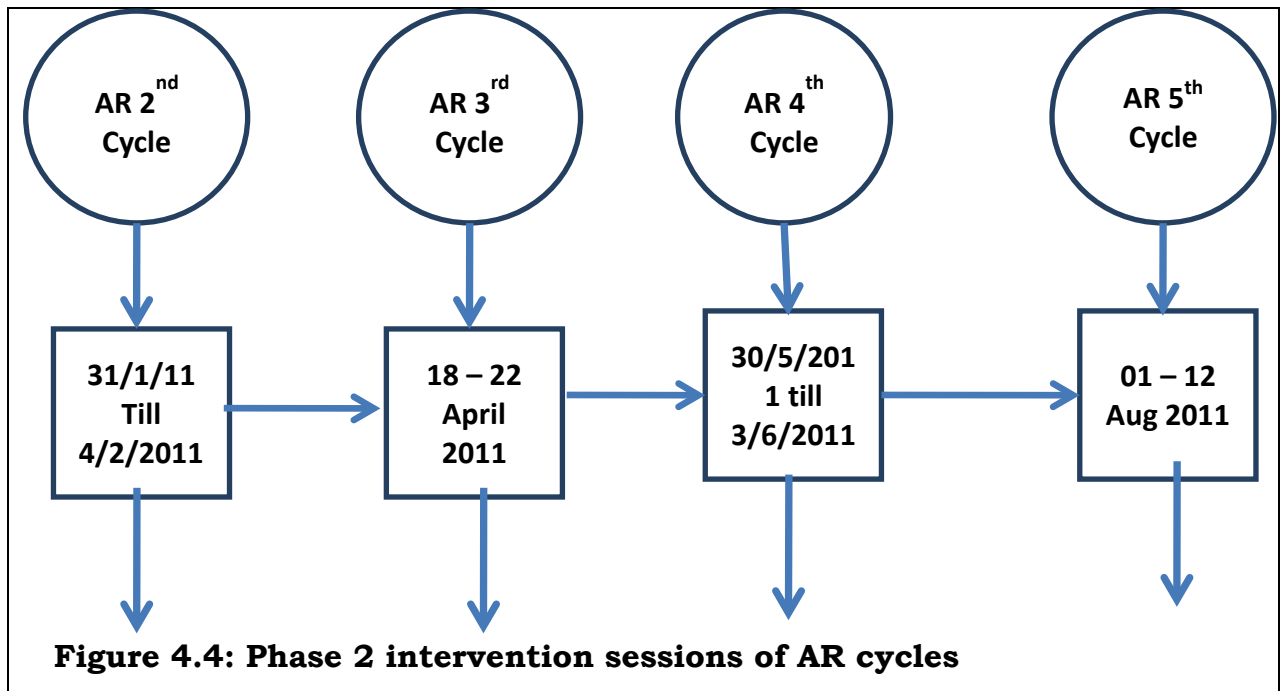 AR 2nd
Cycle
AR 3rd
Cycle
AR 4th
Cycle
AR 5th
Cycle
31/1/11
Till
4/2/2011
18 – 22
April
2011
30/5/201
1 till
3/6/2011
01 – 12
Aug 2011
Figure 4.4: Phase 2 intervention sessions of AR cycles